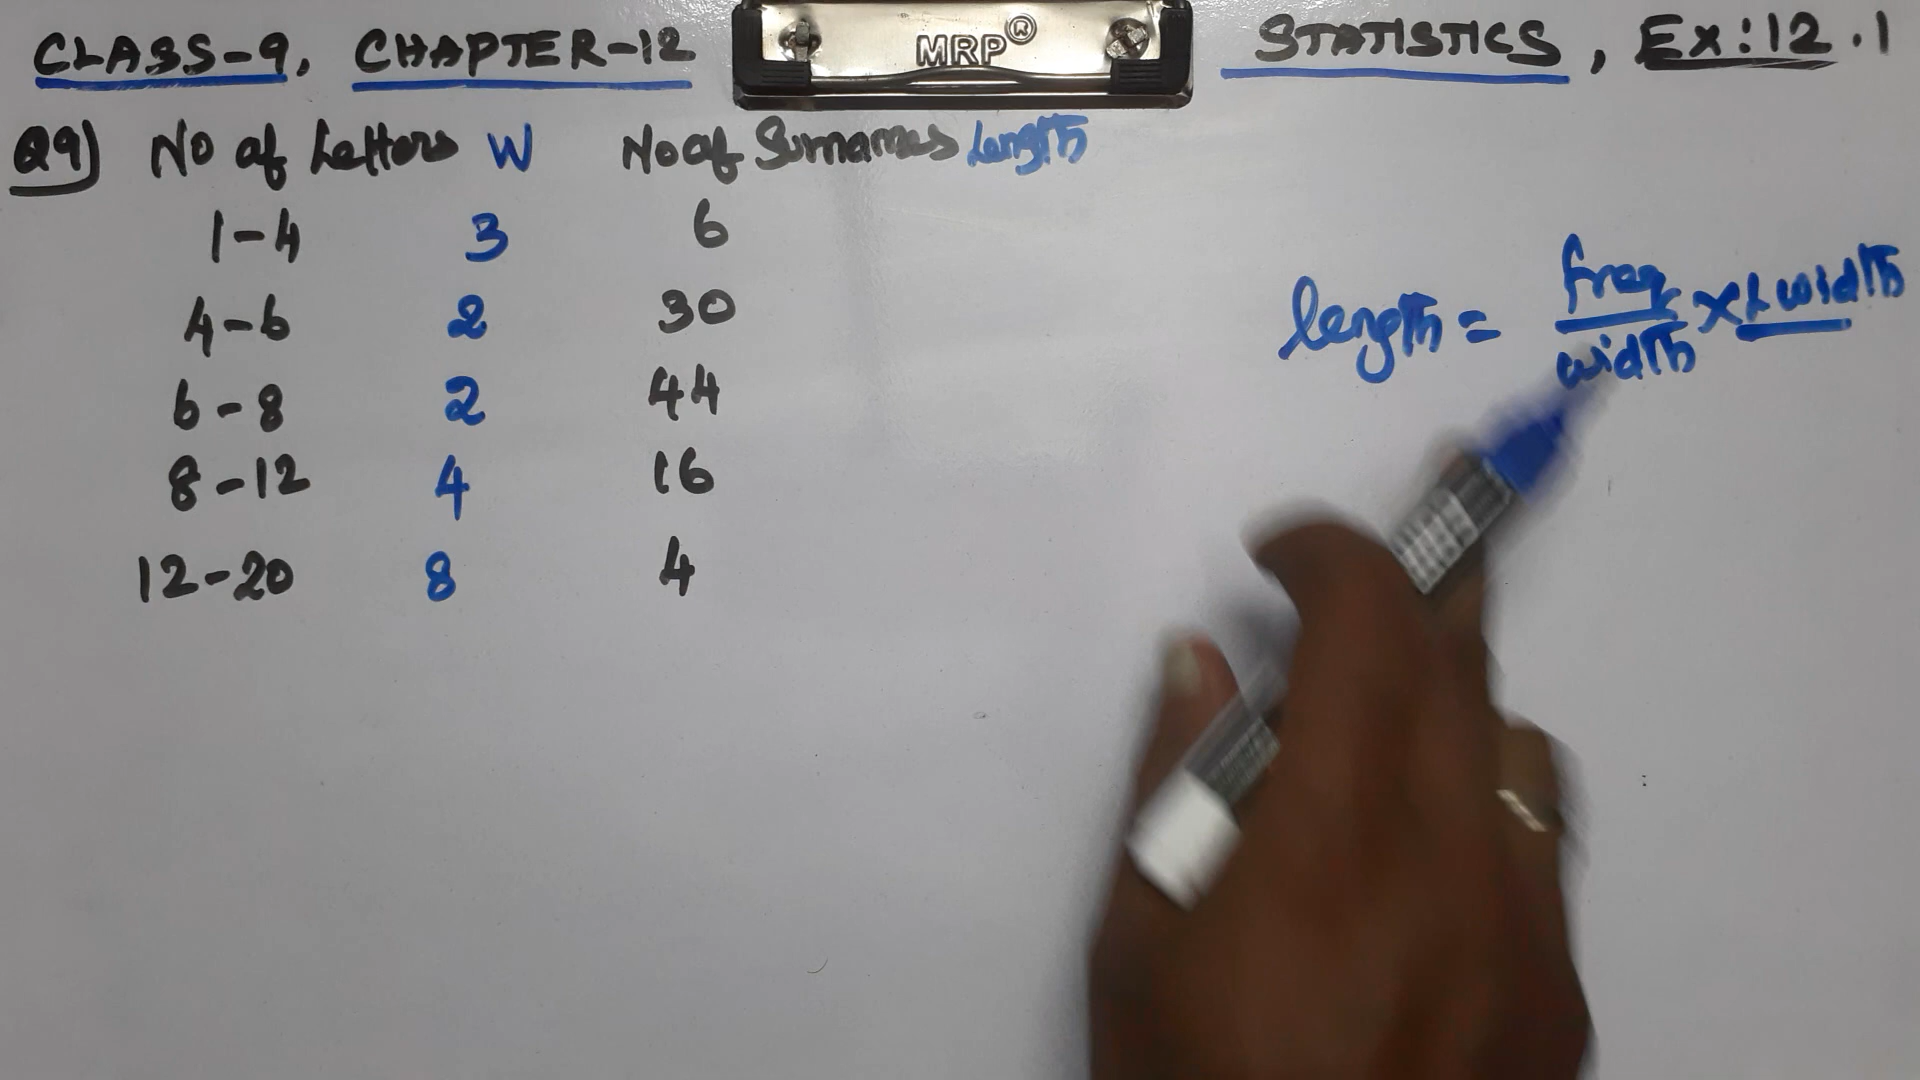 CLASS-9, CHAPTER-12
MRP®
STATISTICS, Ex:12.1
Q9) No of Letters W No of Surnames Length
1-4 3 6
4-6 2 30
6-8 2 44
8-12 4 16
12-20 8 4
length = freq/width × L width